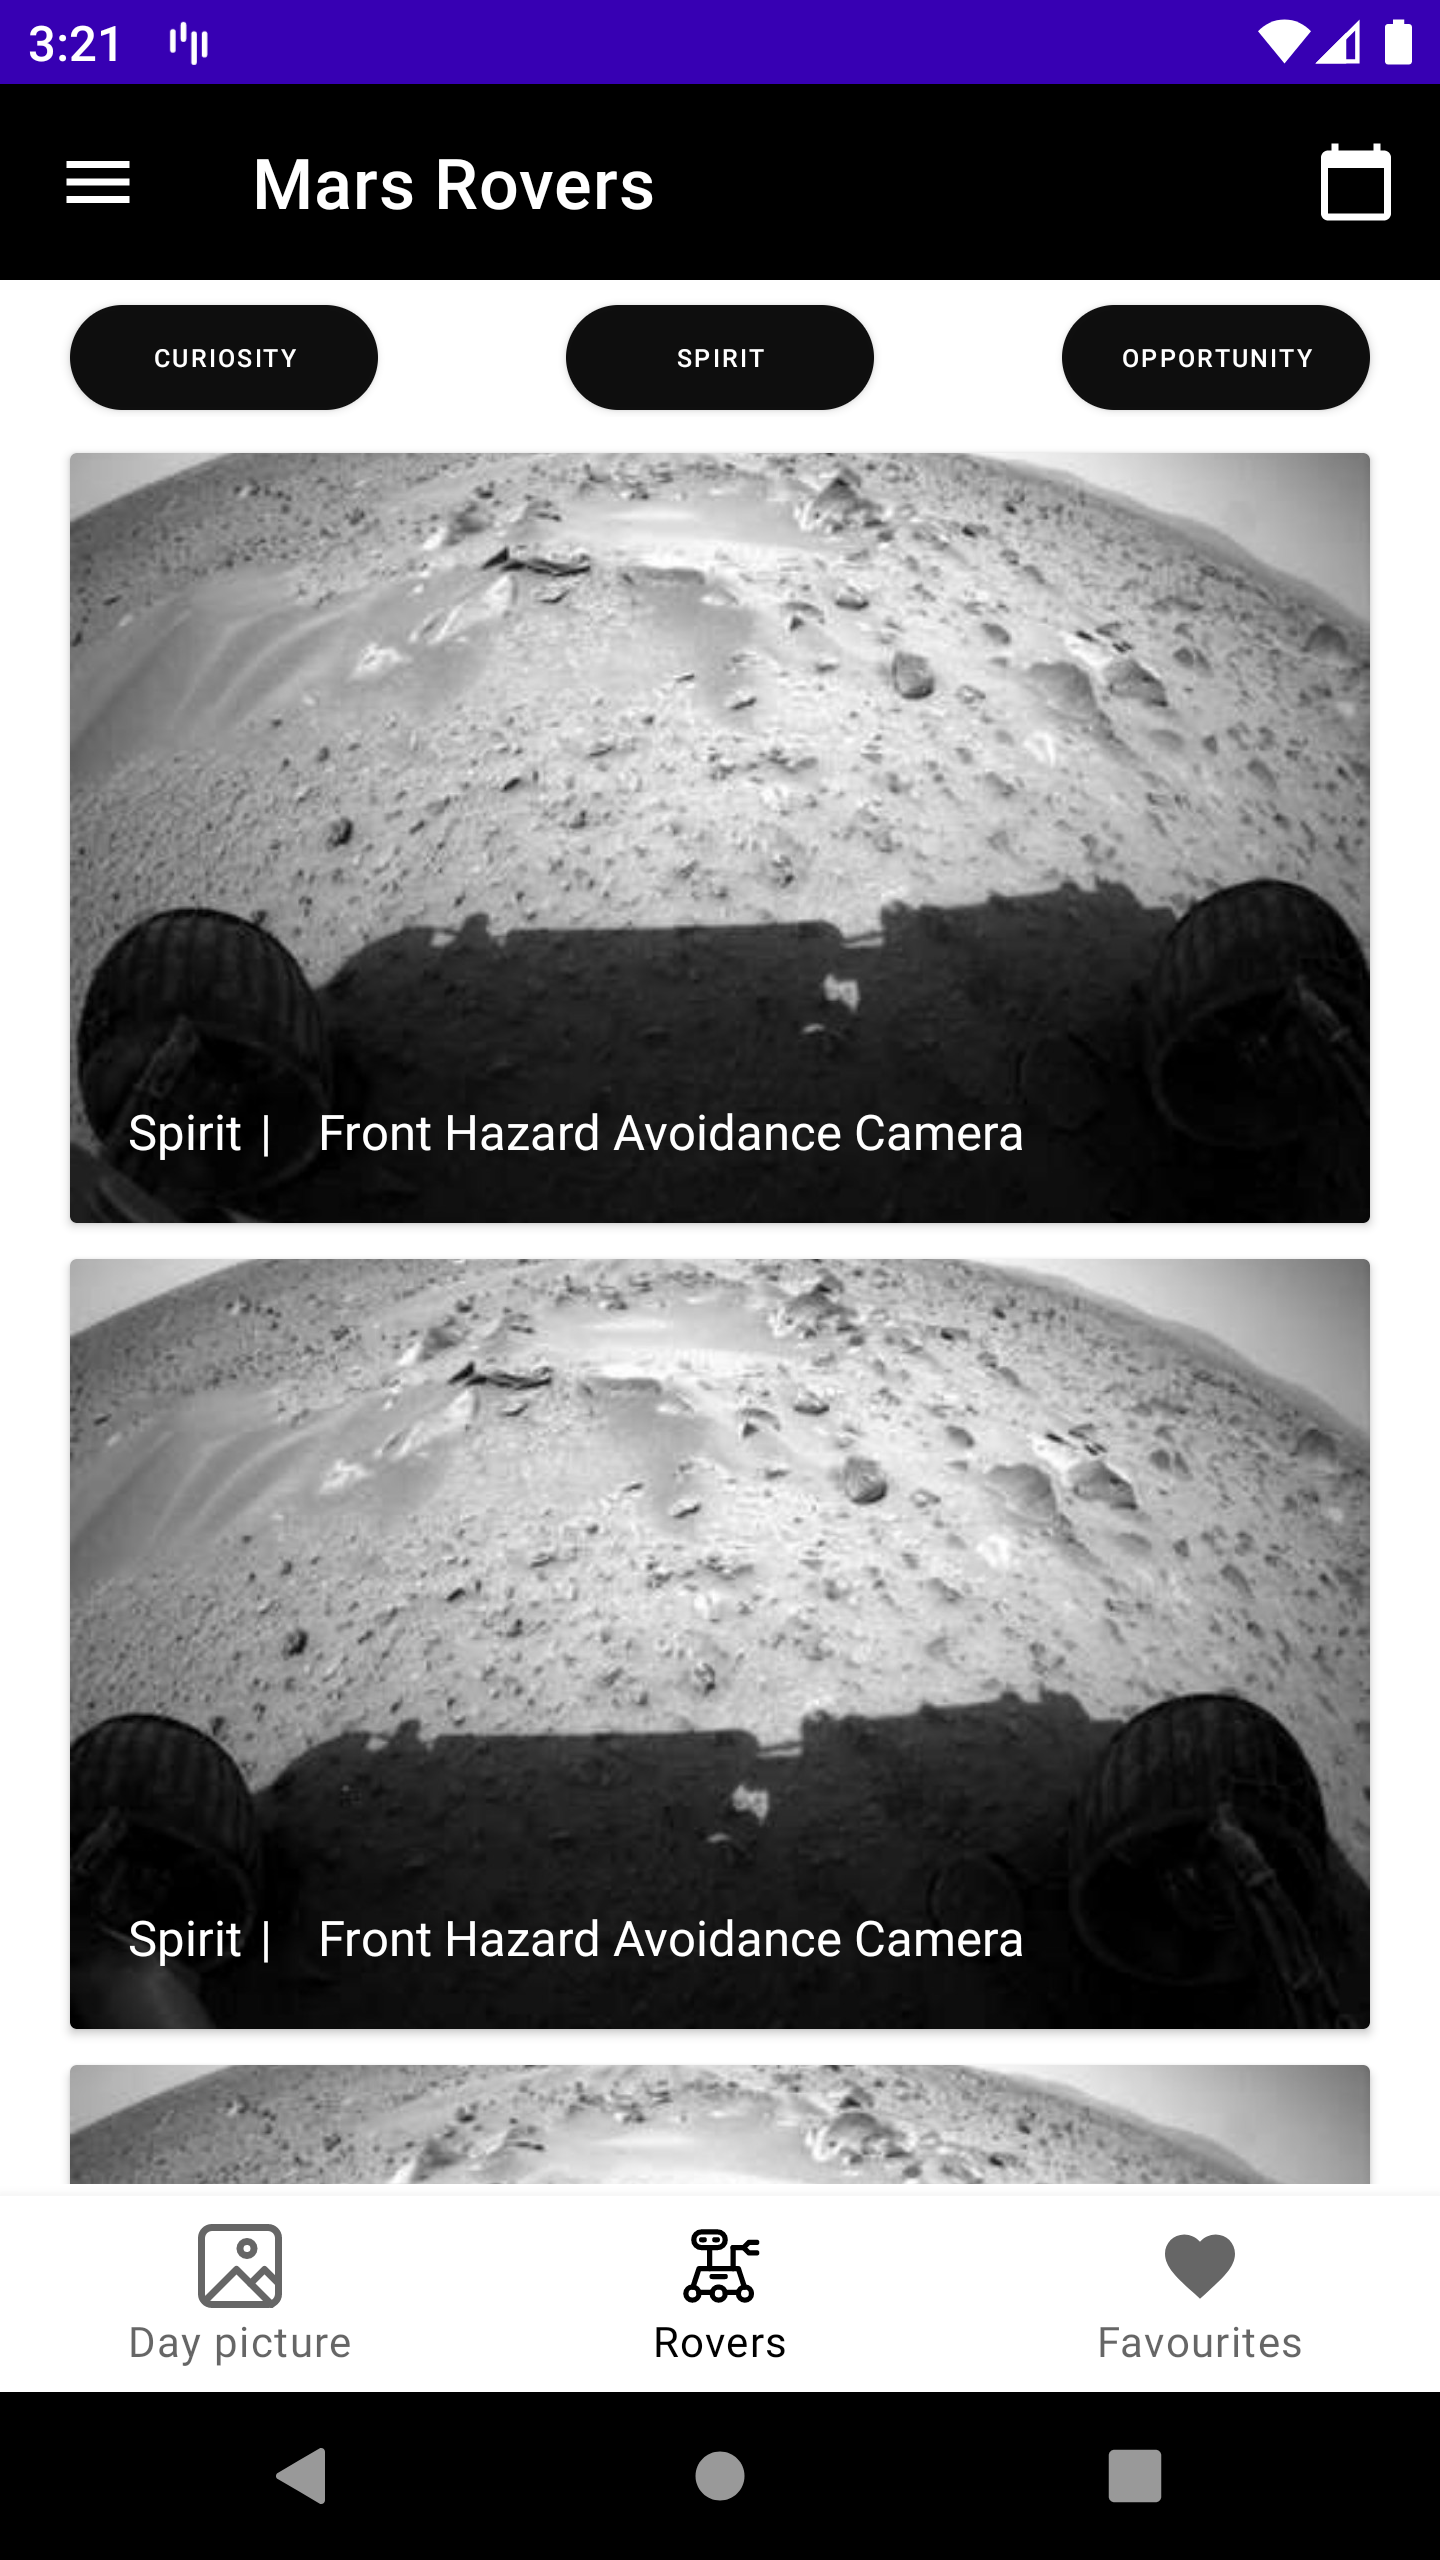 3:21
Mars Rovers
CURIOSITY
SPIRIT
OPPORTUNITY
Spirit | Front Hazard Avoidance Camera
Spirit | Front Hazard Avoidance Camera
Day picture
Rovers
Favourites